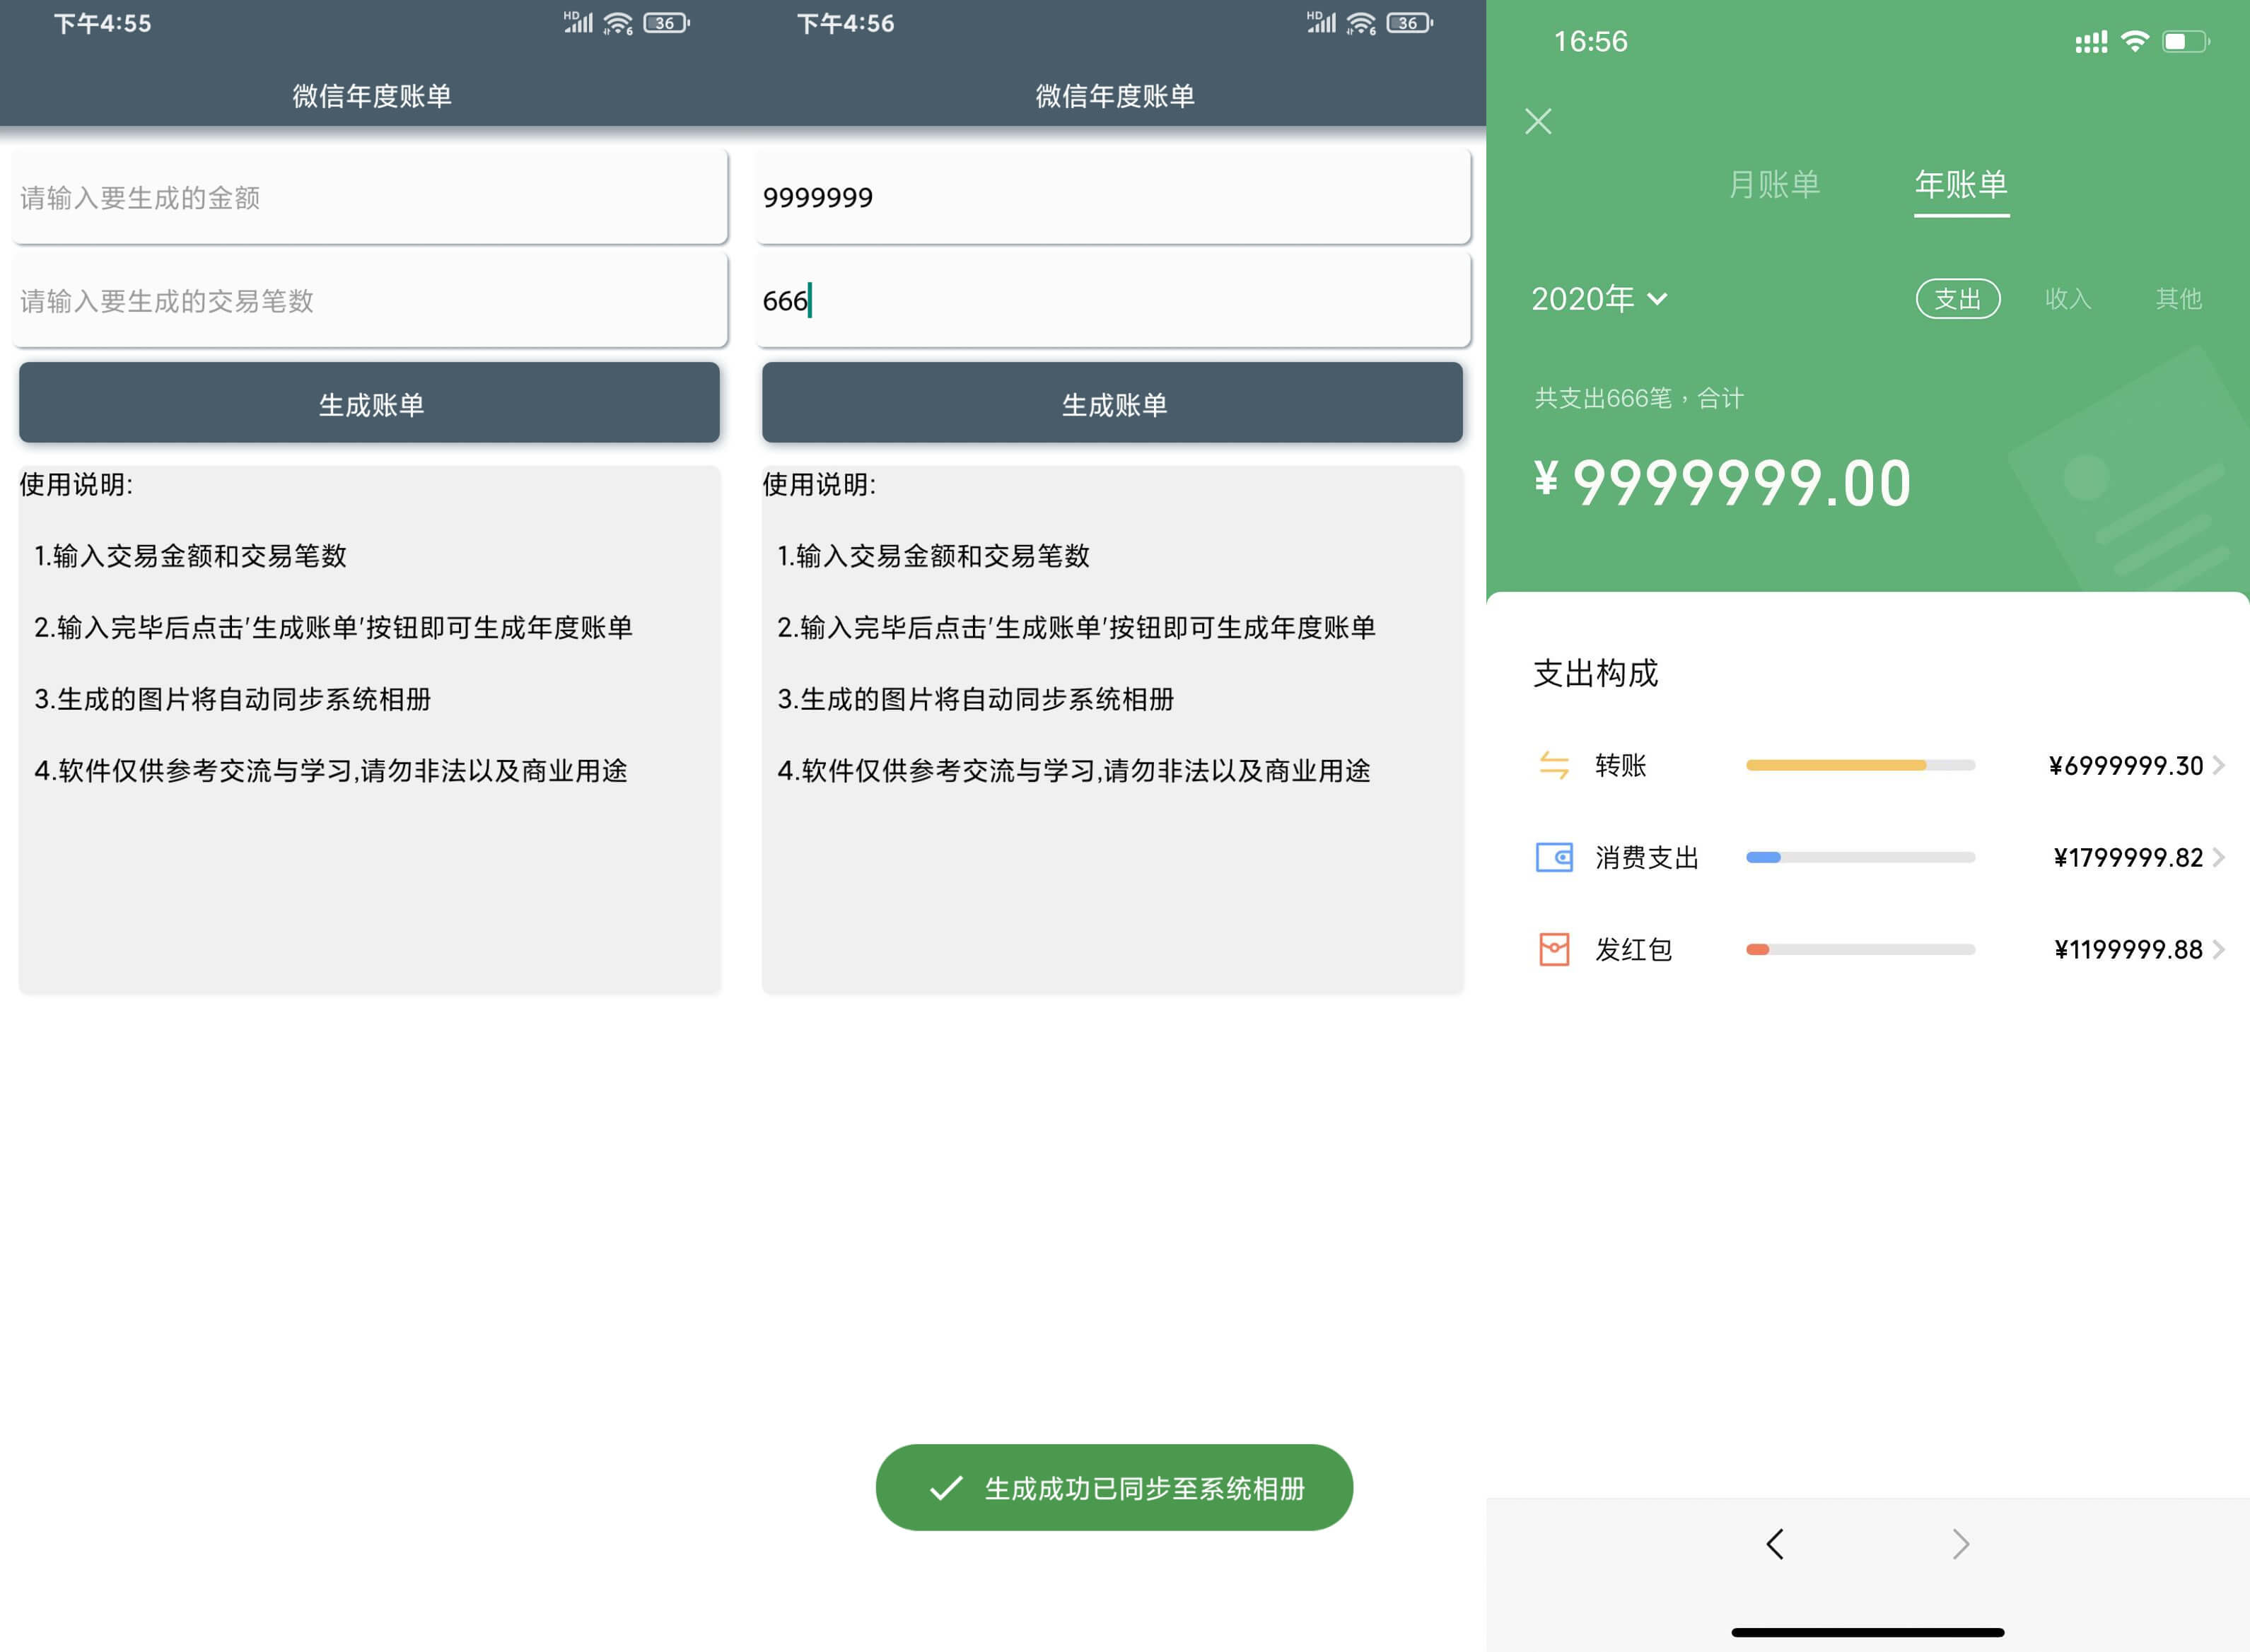 下午4:55
HD
6
36
微信年度账单
请输入要生成的金额
请输入要生成的交易笔数
生成账单
使用说明:
1.输入交易金额和交易笔数
2.输入完毕后点击'生成账单'按钮即可生成年度账单
3.生成的图片将自动同步系统相册
4.软件仅供参考交流与学习,请勿非法以及商业用途
下午4:56
HD
6
36
微信年度账单
9999999
666
生成账单
使用说明:
1.输入交易金额和交易笔数
2.输入完毕后点击'生成账单'按钮即可生成年度账单
3.生成的图片将自动同步系统相册
4.软件仅供参考交流与学习,请勿非法以及商业用途
生成成功已同步至系统相册
16:56
月账单 年账单
2020年 支出 收入 其他
共支出666笔，合计
¥9999999.00
支出构成
转账 ¥6999999.30
消费支出 ¥1799999.82
发红包 ¥1199999.88